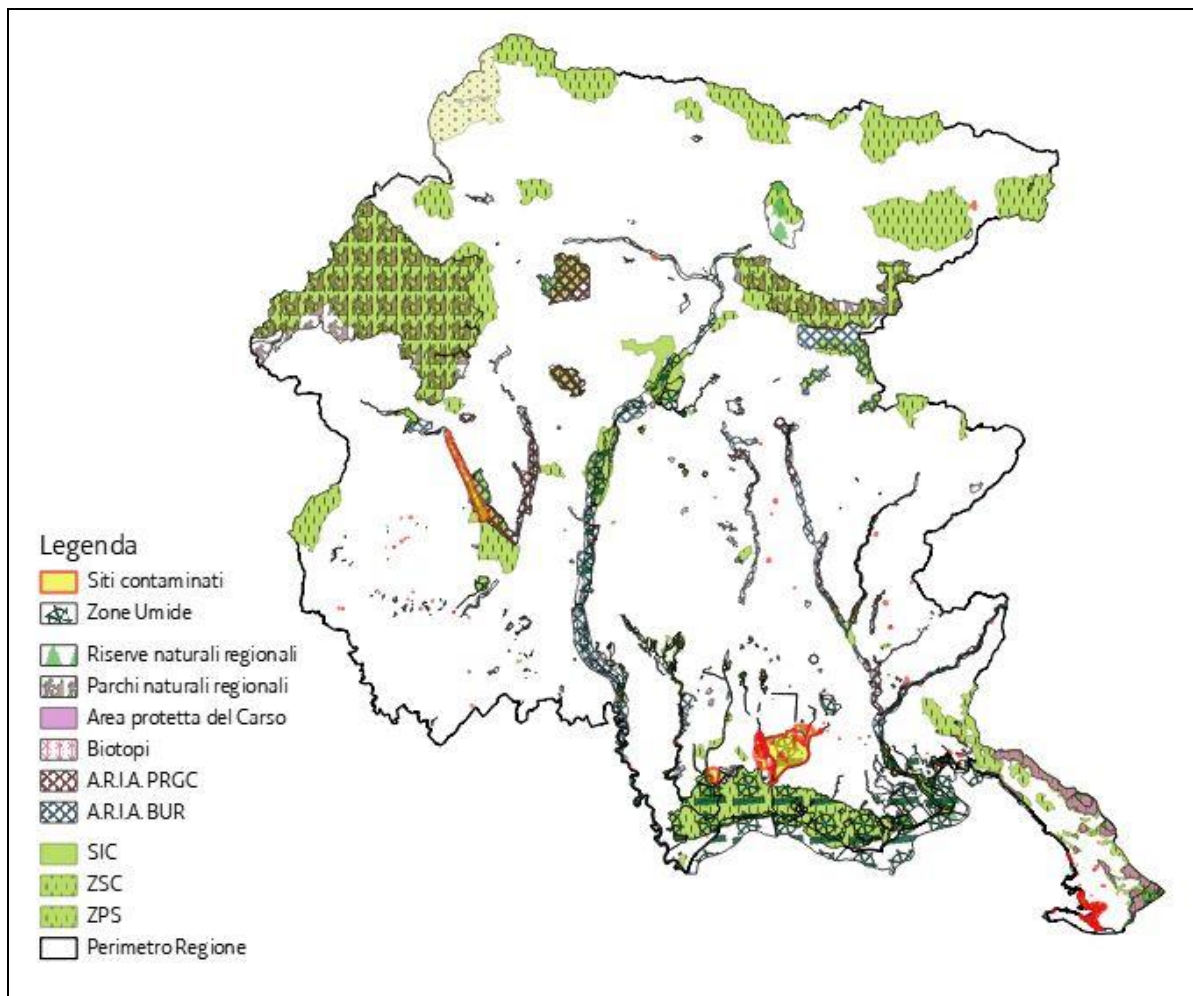 Legenda
Siti contaminati
Zone Umide
Riserve naturali regionali
Parchi naturali regionali
Area protetta del Carso
Biotopi
A.R.I.A. PRGC
A.R.I.A. BUR
SIC
ZSC
ZPS
Perimetro Regione